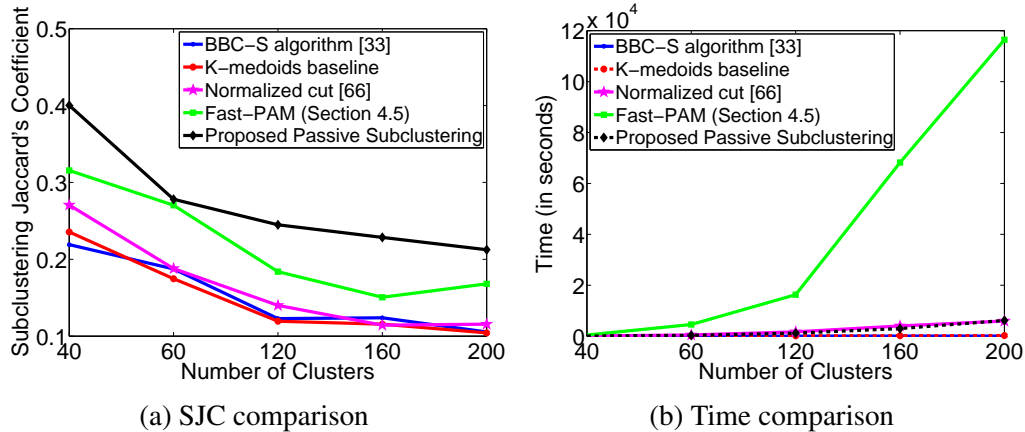 0.5
0.4
0.3
0.2
0.1
Subclustering Jaccard's Coefficient
BBC−S algorithm [33]
K−medoids baseline
Normalized cut [66]
Fast−PAM (Section 4.5)
Proposed Passive Subclustering
40 60 120 160 200
Number of Clusters
(a) SJC comparison
12 x 10^4
10
8
6
4
2
0
Time (in seconds)
BBC−S algorithm [33]
K−medoids baseline
Normalized cut [66]
Fast−PAM (Section 4.5)
Proposed Passive Subclustering
40 60 120 160 200
Number of Clusters
(b) Time comparison